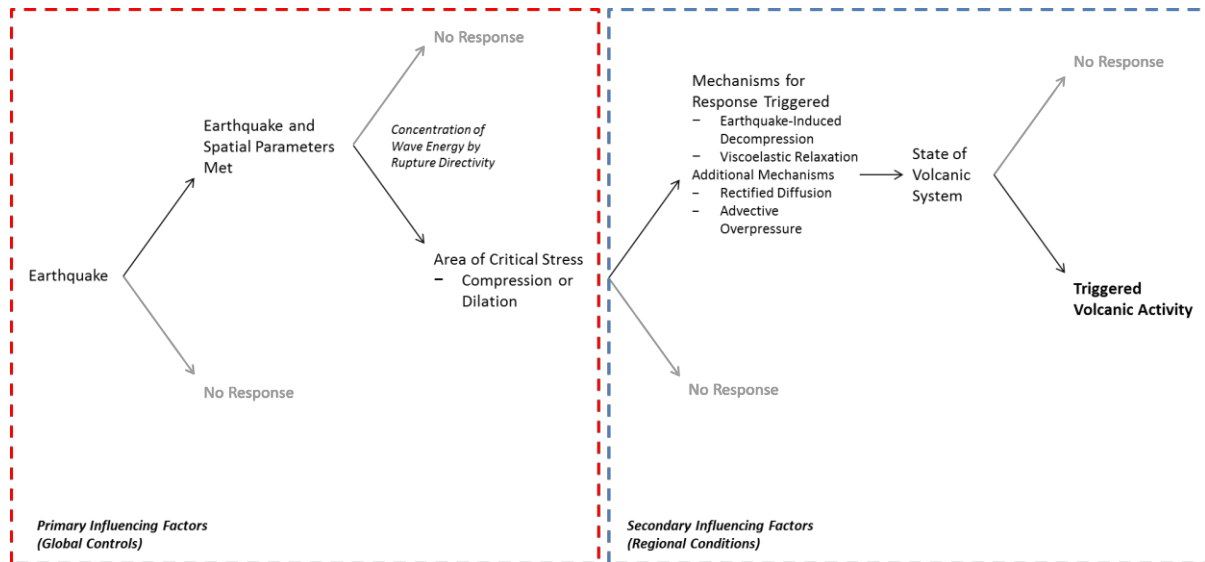 No Response
Earthquake and
Spatial Parameters
Met
Concentration of
Wave Energy by
Rupture Directivity
Earthquake
Area of Critical Stress
– Compression or
Dilation
No Response
Primary Influencing Factors
(Global Controls)
Mechanisms for
Response Triggered
– Earthquake-Induced
Decompression
– Viscoelastic Relaxation
Additional Mechanisms
– Rectified Diffusion
– Advective
Overpressure
State of
Volcanic
System
No Response
Triggered
Volcanic Activity
No Response
Secondary Influencing Factors
(Regional Conditions)